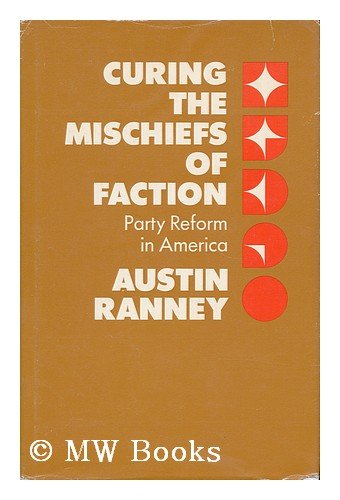 CURING
THE
MISCHIEFS
OF
FACTION
Party Reform
in America
AUSTIN
RANNEY
© MW Books